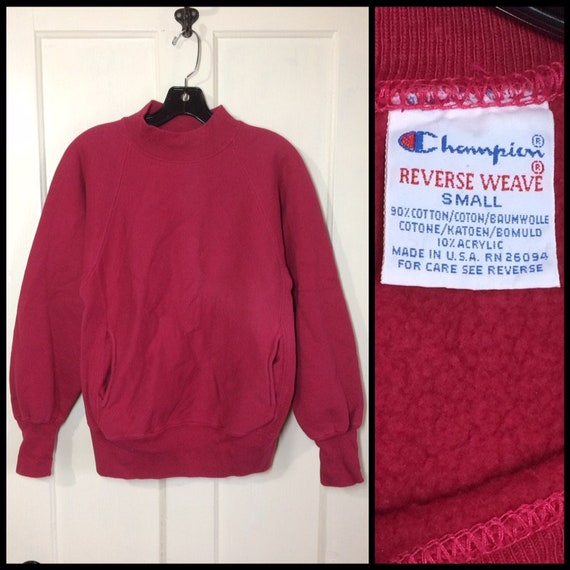 Champion®
REVERSE WEAVE®
SMALL
90%COTTON/COTON/BAUMWOLLE
COTONE/KATOEN/BOMULD
10% ACRYLIC
MADE IN U.S.A. RN 26094
FOR CARE SEE REVERSE